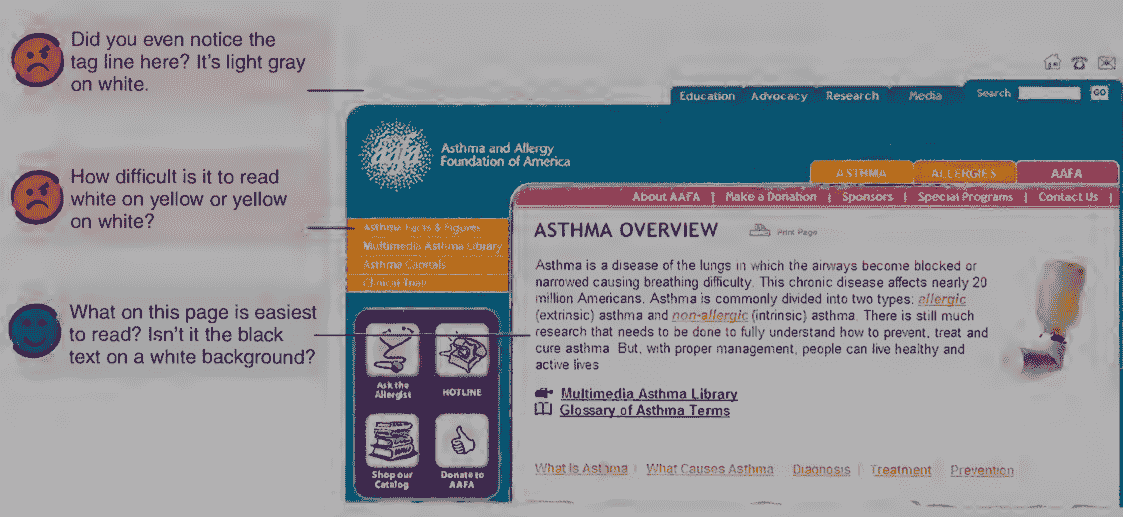 Did you even notice the
tag line here? It's light gray
on white.
How difficult is it to read
white on yellow or yellow
on white?
What on this page is easiest
to read? Isn't it the black
text on a white background?
Education Advocacy Research Media Search GO
aafa
Asthma and Allergy
Foundation of America
ASTHMA ALLERGIES AAFA
About AAFA | Make a Donation | Sponsors | Special Programs | Contact Us |
Asthma Facts & Figures
Multimedia Asthma Library
Asthma Capitals
Clinical Trials
Ask the
Allergist
HOTLINE
Shop our
Catalog
Donate to
AAFA
ASTHMA OVERVIEW Print Page
Asthma is a disease of the lungs in which the airways become blocked or
narrowed causing breathing difficulty. This chronic disease affects nearly 20
million Americans. Asthma is commonly divided into two types: allergic
(extrinsic) asthma and non-allergic (intrinsic) asthma. There is still much
research that needs to be done to fully understand how to prevent, treat and
cure asthma. But, with proper management, people can live healthy and
active lives
Multimedia Asthma Library
Glossary of Asthma Terms
What Is Asthma | What Causes Asthma | Diagnosis | Treatment | Prevention